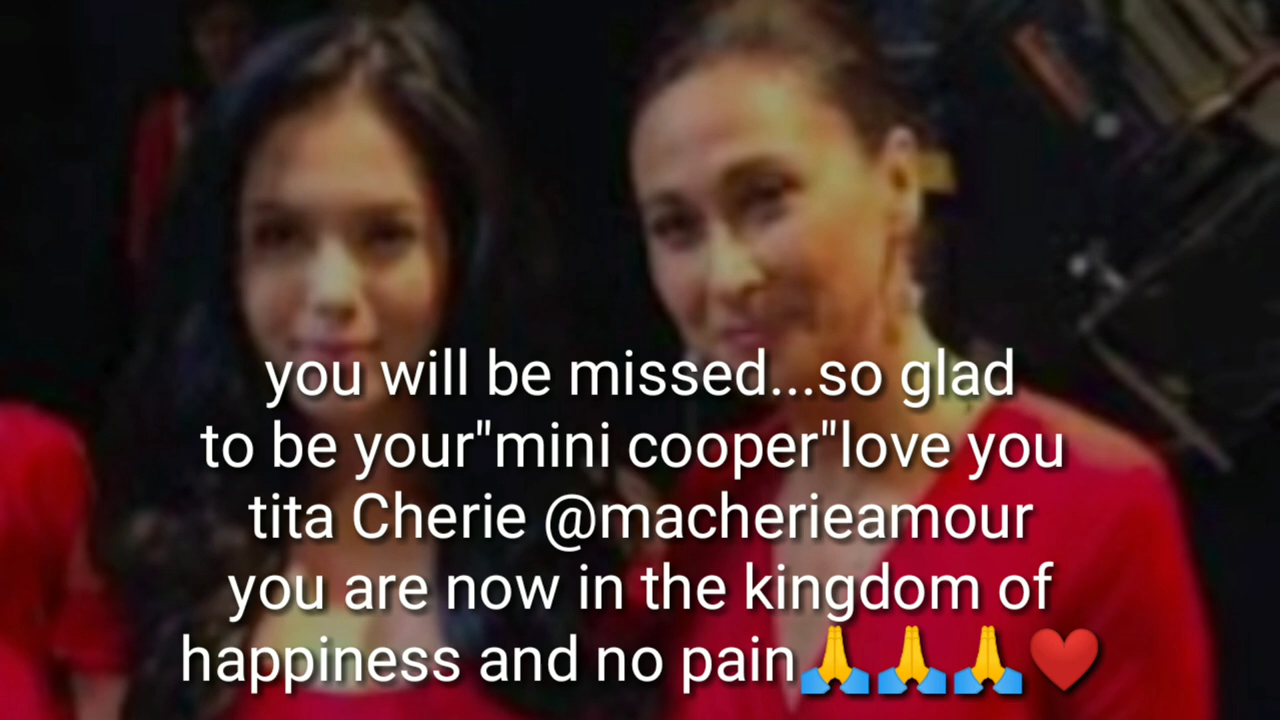 you will be missed...so glad
to be your"mini cooper"love you
tita Cherie @macherieamour
you are now in the kingdom of
happiness and no pain🙏🙏🙏❤️